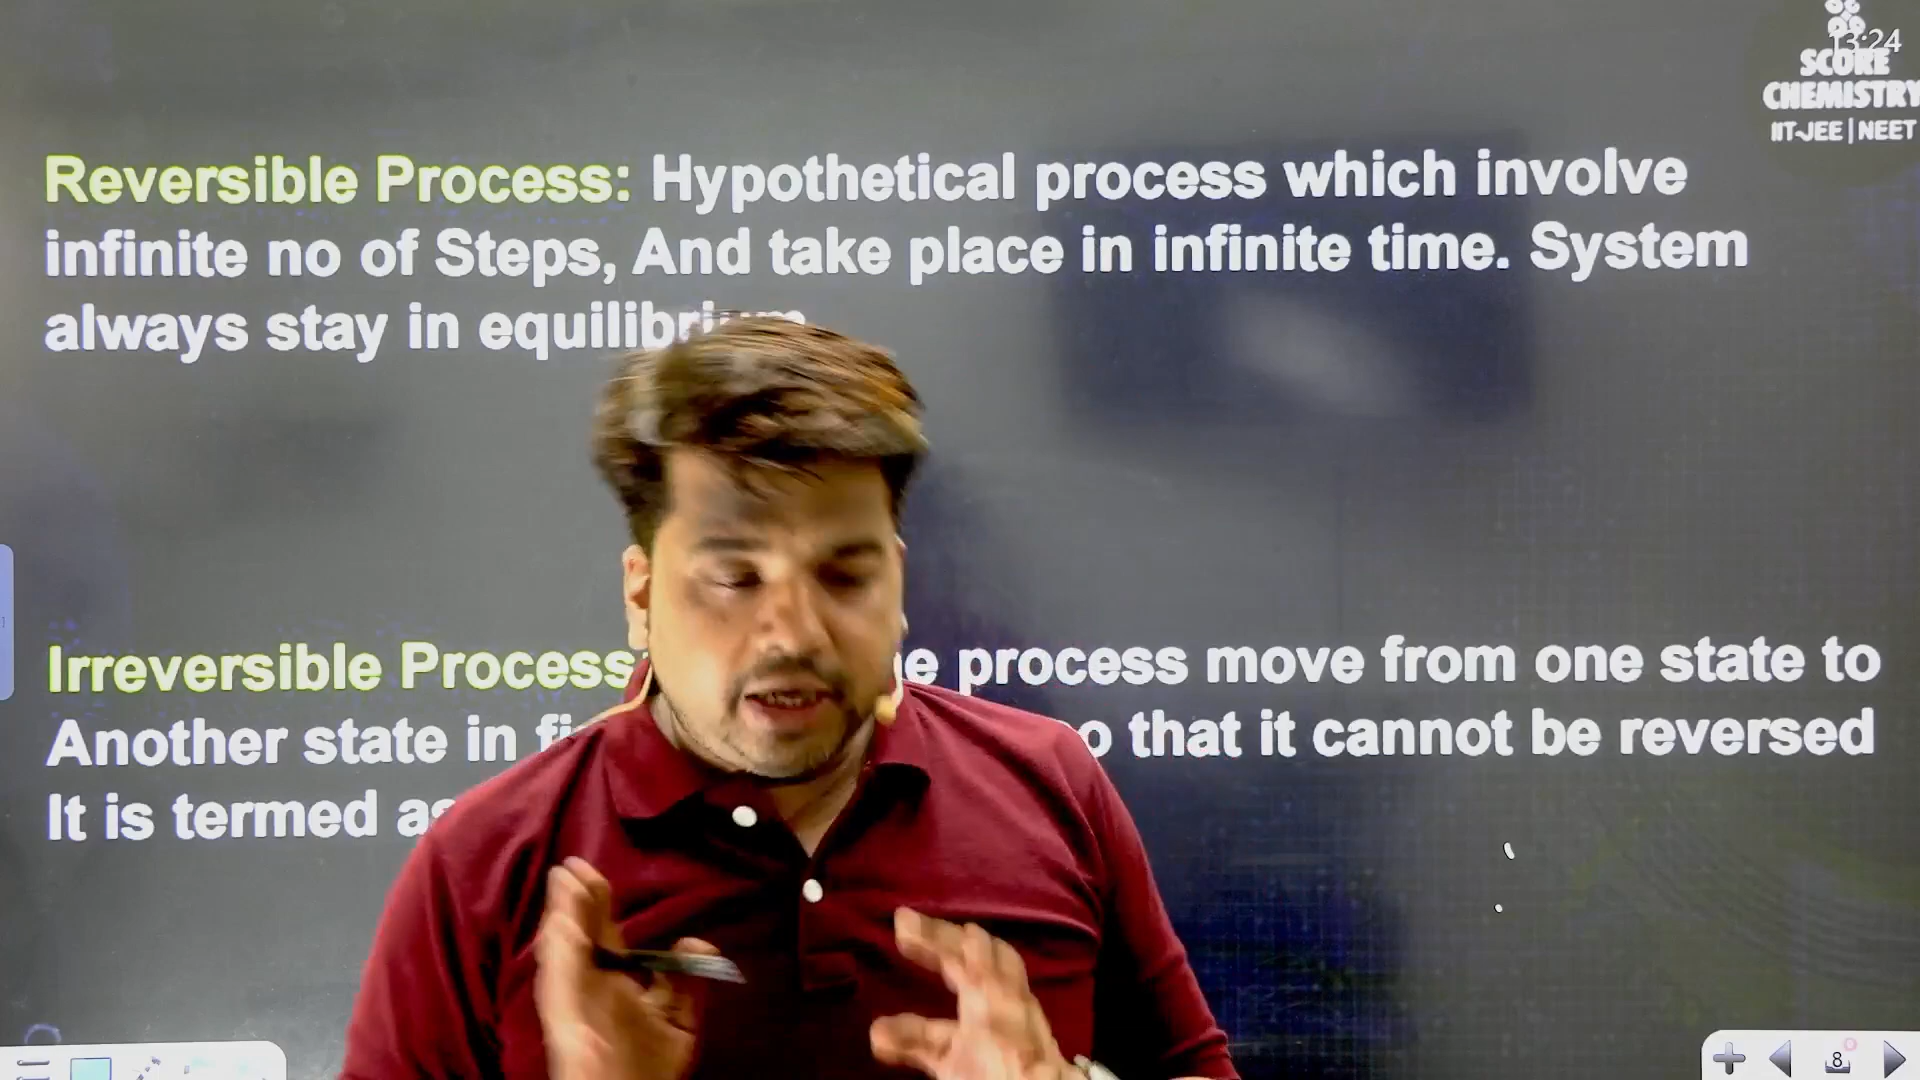 13:24
SCORE
CHEMISTRY
IIT-JEE | NEET
Reversible Process: Hypothetical process which involve
infinite no of Steps, And take place in infinite time. System
always stay in
Irreversible Process process move from one state to
Another state in that it cannot be reversed
It is termed
8